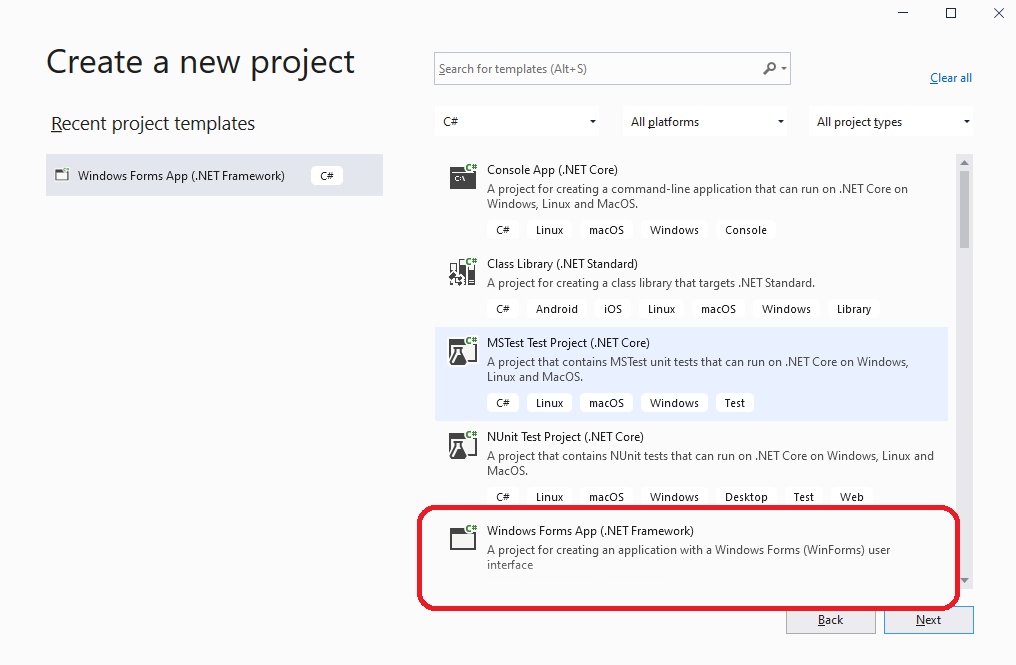 Create a new project
Recent project templates
Windows Forms App (.NET Framework) C#
Search for templates (Alt+S)
Clear all
C# All platforms All project types
C#
C:\
Console App (.NET Core)
A project for creating a command-line application that can run on .NET Core on
Windows, Linux and MacOS.
C# Linux macOS Windows Console
C#
Class Library (.NET Standard)
A project for creating a class library that targets .NET Standard.
C# Android iOS Linux macOS Windows Library
C#
MSTest Test Project (.NET Core)
A project that contains MSTest unit tests that can run on .NET Core on Windows,
Linux and MacOS.
C# Linux macOS Windows Test
C#
NUnit Test Project (.NET Core)
A project that contains NUnit tests that can run on .NET Core on Windows, Linux and
MacOS.
C# Linux macOS Windows Desktop Test Web
C#
Windows Forms App (.NET Framework)
A project for creating an application with a Windows Forms (WinForms) user
interface
Back Next